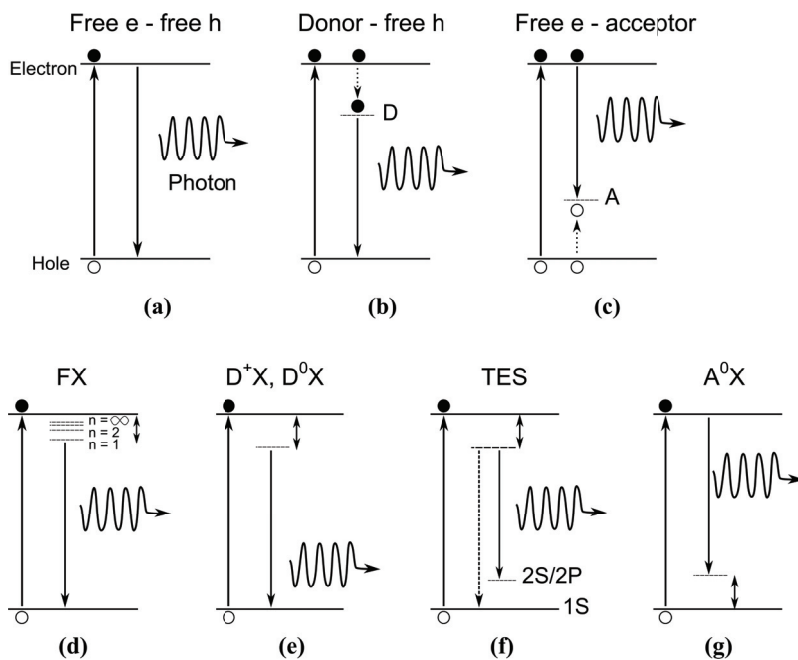 Free e - free h
Donor - free h
Free e - acceptor
Electron
D
Photon
A
Hole
(a)
(b)
(c)
FX
D⁺X, D⁰X
TES
A⁰X
n = ∞
n = 2
n = 1
2S/2P
1S
(d)
(e)
(f)
(g)